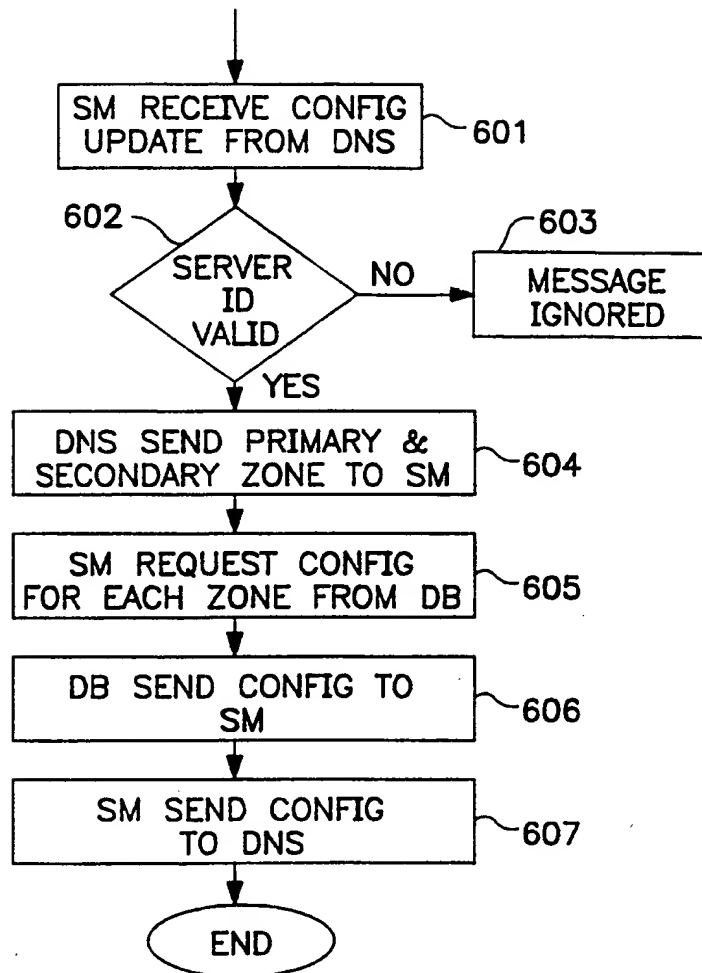 SM RECEIVE CONFIG
UPDATE FROM DNS
601
602
SERVER
ID
VALID
NO
603
MESSAGE
IGNORED
YES
DNS SEND PRIMARY &
SECONDARY ZONE TO SM
604
SM REQUEST CONFIG
FOR EACH ZONE FROM DB
605
DB SEND CONFIG TO
SM
606
SM SEND CONFIG
TO DNS
607
END